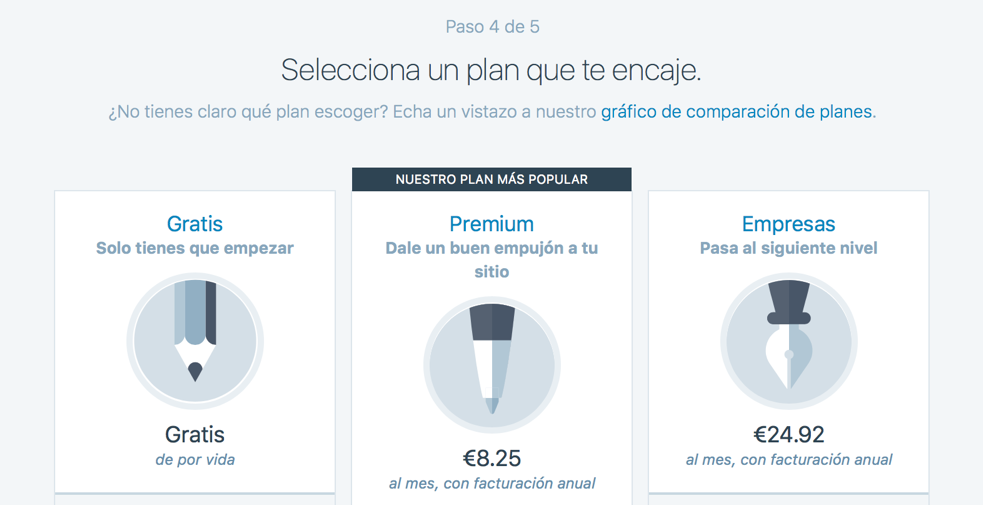 Paso 4 de 5
Selecciona un plan que te encaje.
¿No tienes claro qué plan escoger? Echa un vistazo a nuestro gráfico de comparación de planes.
Gratis
Solo tienes que empezar
Gratis
de por vida
NUESTRO PLAN MÁS POPULAR
Premium
Dale un buen empujón a tu
sitio
€8.25
al mes, con facturación anual
Empresas
Pasa al siguiente nivel
€24.92
al mes, con facturación anual